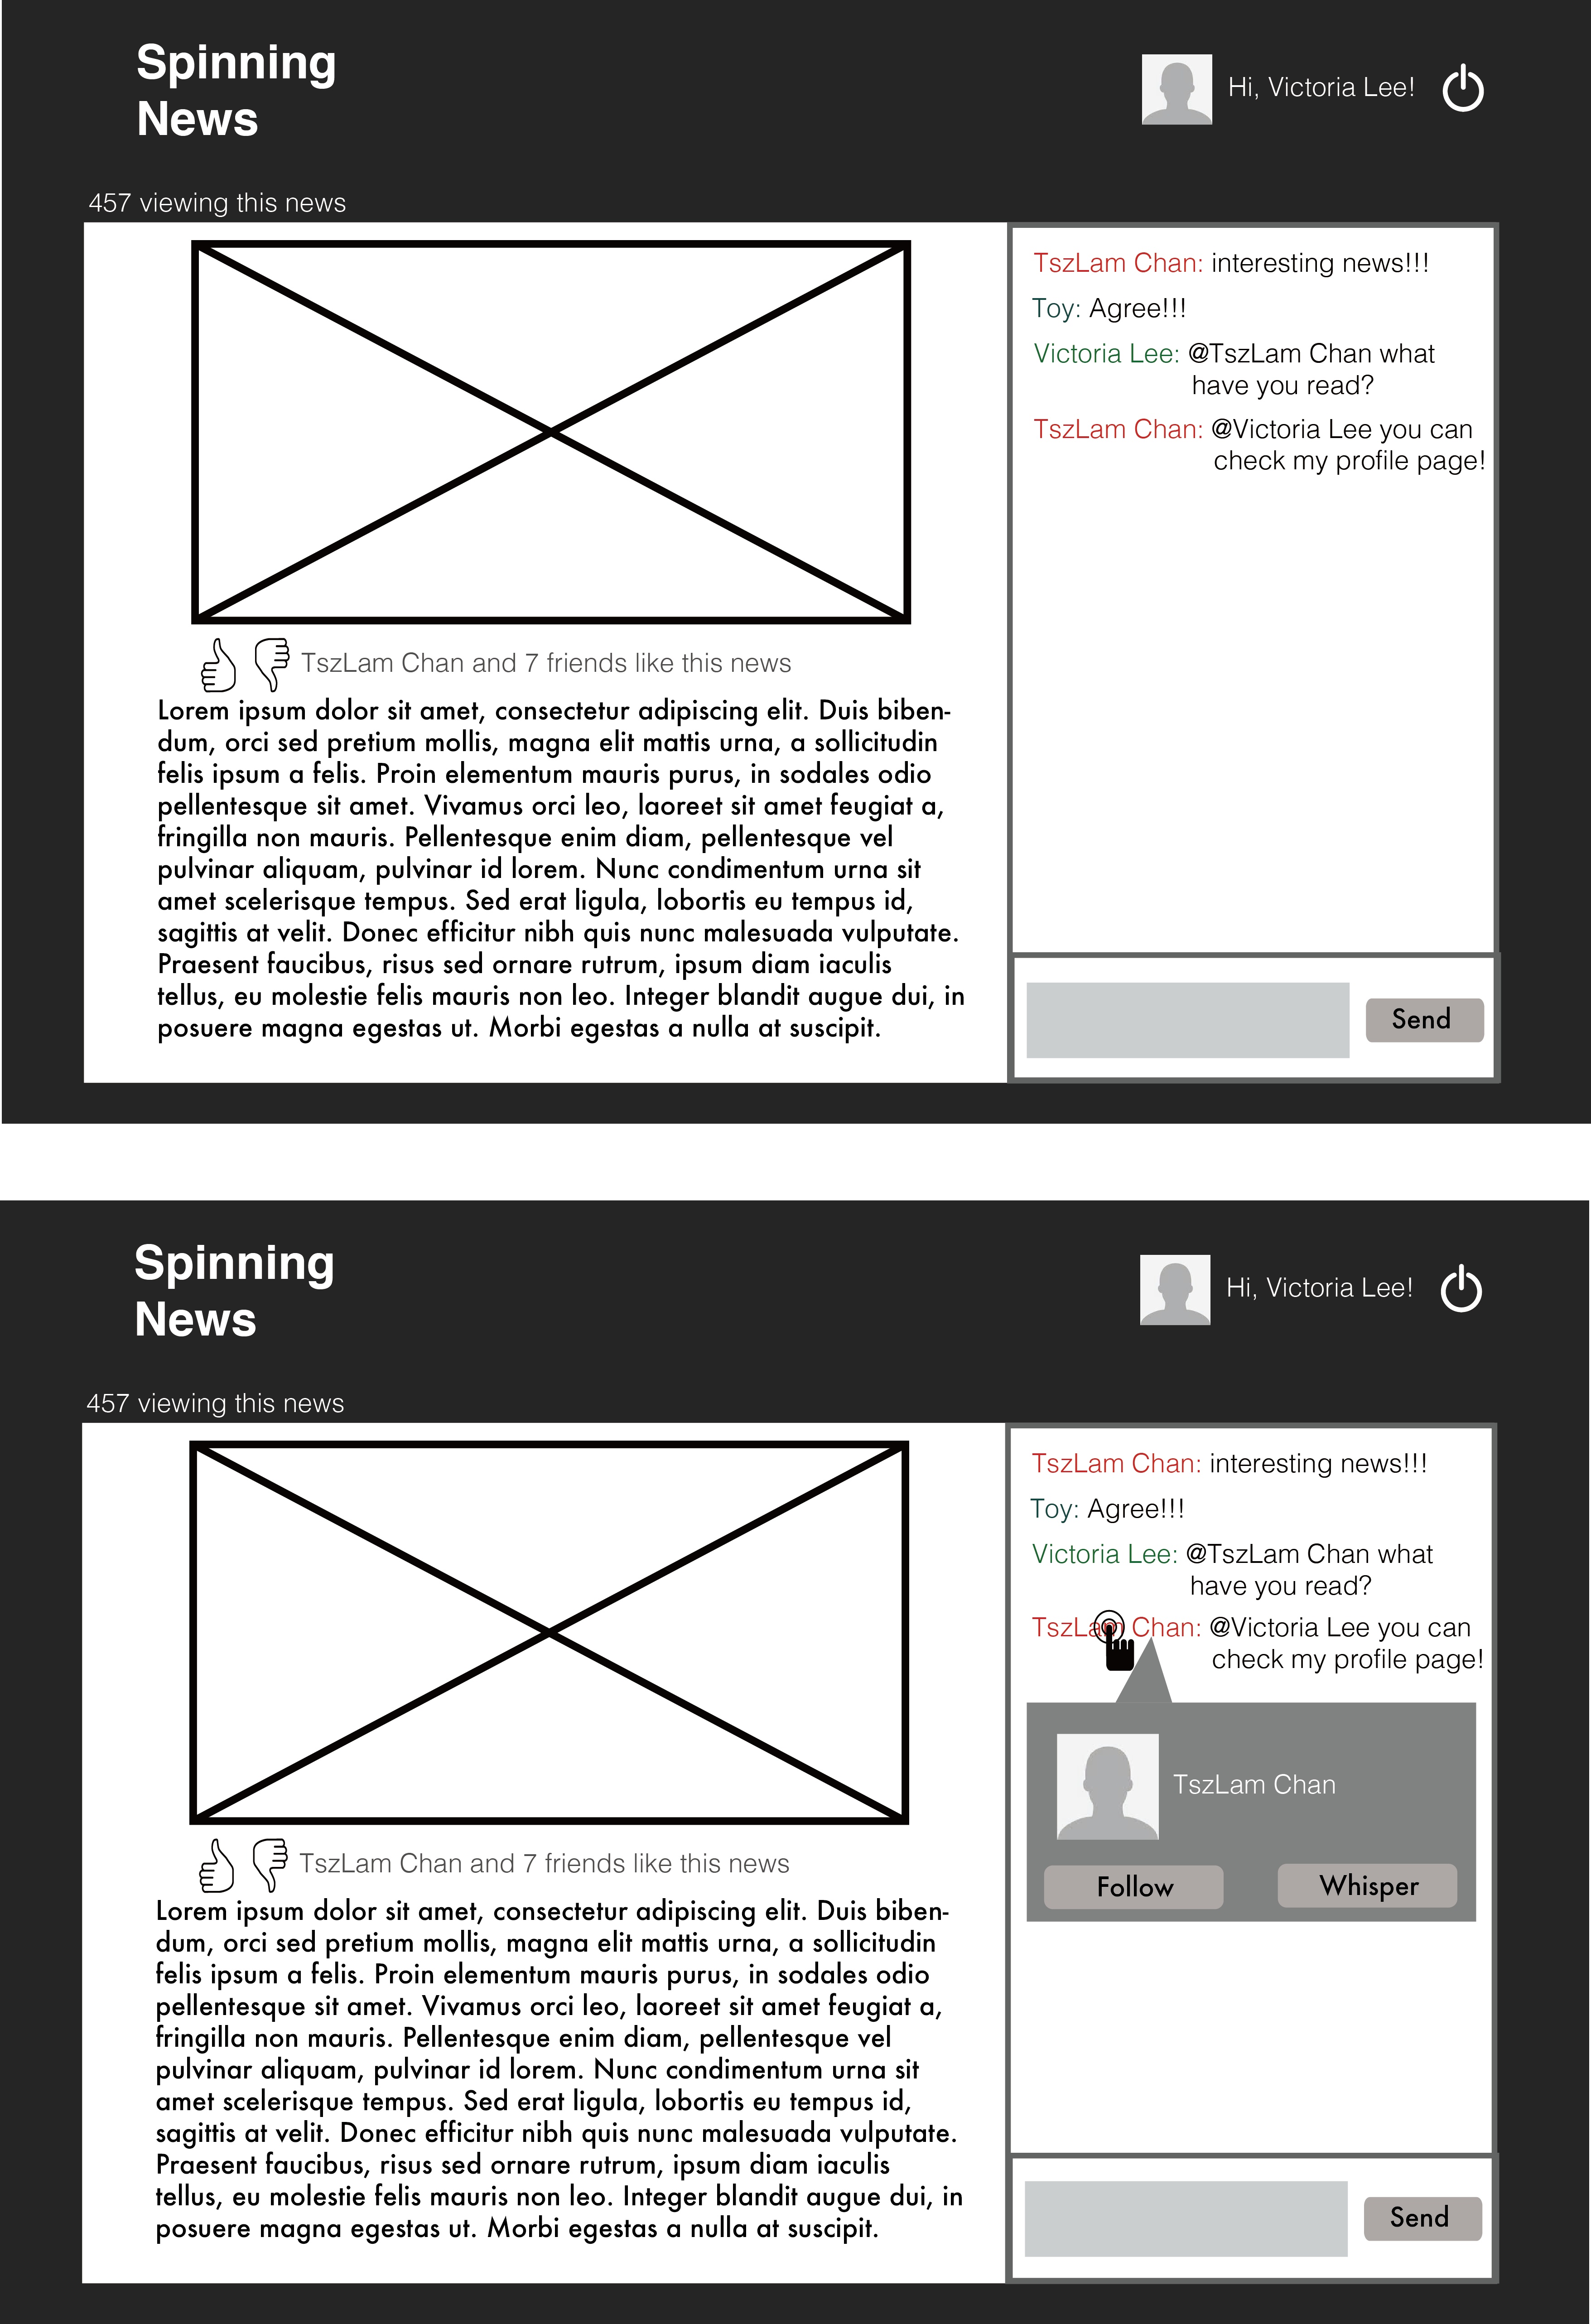 Spinning
News
Hi, Victoria Lee!
457 viewing this news
TszLam Chan and 7 friends like this news
Lorem ipsum dolor sit amet, consectetur adipiscing elit. Duis biben-
dum, orci sed pretium mollis, magna elit mattis urna, a sollicitudin
felis ipsum a felis. Proin elementum mauris purus, in sodales odio
pellentesque sit amet. Vivamus orci leo, laoreet sit amet feugiat a,
fringilla non mauris. Pellentesque enim diam, pellentesque vel
pulvinar aliquam, pulvinar id lorem. Nunc condimentum urna sit
amet scelerisque tempus. Sed erat ligula, lobortis eu tempus id,
sagittis at velit. Donec efficitur nibh quis nunc malesuada vulputate.
Praesent faucibus, risus sed ornare rutrum, ipsum diam iaculis
tellus, eu molestie felis mauris non leo. Integer blandit augue dui, in
posuere magna egestas ut. Morbi egestas a nulla at suscipit.
TszLam Chan: interesting news!!!
Toy: Agree!!!
Victoria Lee: @TszLam Chan what
have you read?
TszLam Chan: @Victoria Lee you can
check my profile page!
Send
Spinning
News
Hi, Victoria Lee!
457 viewing this news
TszLam Chan and 7 friends like this news
Lorem ipsum dolor sit amet, consectetur adipiscing elit. Duis biben-
dum, orci sed pretium mollis, magna elit mattis urna, a sollicitudin
felis ipsum a felis. Proin elementum mauris purus, in sodales odio
pellentesque sit amet. Vivamus orci leo, laoreet sit amet feugiat a,
fringilla non mauris. Pellentesque enim diam, pellentesque vel
pulvinar aliquam, pulvinar id lorem. Nunc condimentum urna sit
amet scelerisque tempus. Sed erat ligula, lobortis eu tempus id,
sagittis at velit. Donec efficitur nibh quis nunc malesuada vulputate.
Praesent faucibus, risus sed ornare rutrum, ipsum diam iaculis
tellus, eu molestie felis mauris non leo. Integer blandit augue dui, in
posuere magna egestas ut. Morbi egestas a nulla at suscipit.
TszLam Chan: interesting news!!!
Toy: Agree!!!
Victoria Lee: @TszLam Chan what
have you read?
TszLam Chan: @Victoria Lee you can
check my profile page!
TszLam Chan
Follow
Whisper
Send